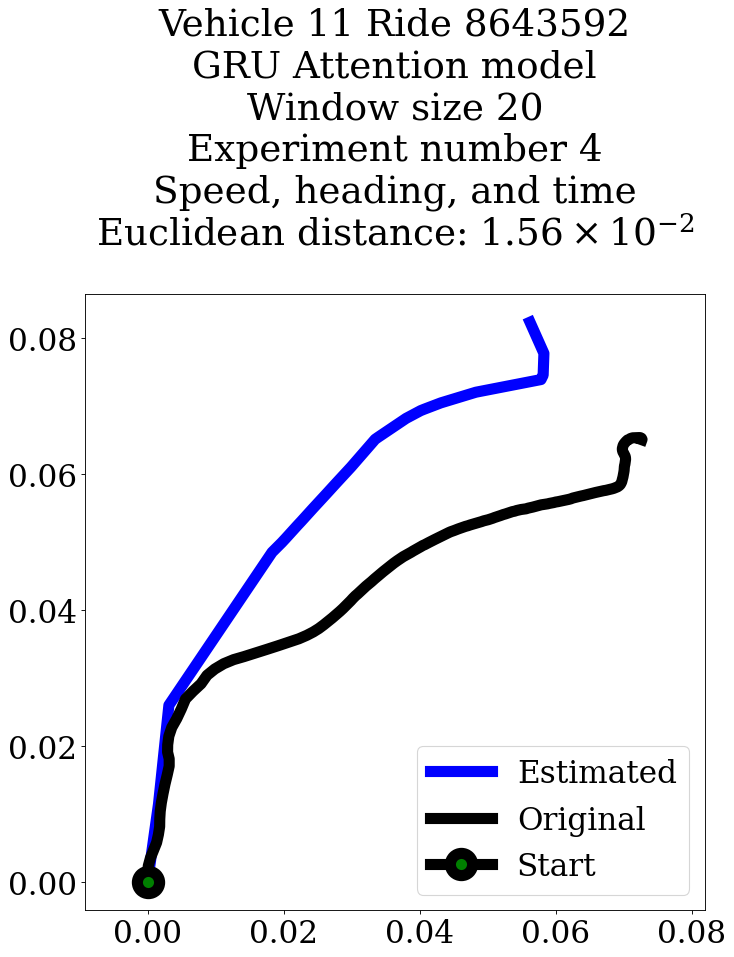 Vehicle 11 Ride 8643592
GRU Attention model
Window size 20
Experiment number 4
Speed, heading, and time
Euclidean distance: 1.56 × 10⁻²
0.08
0.06
0.04
0.02
0.00
Estimated
Original
Start
0.00 0.02 0.04 0.06 0.08